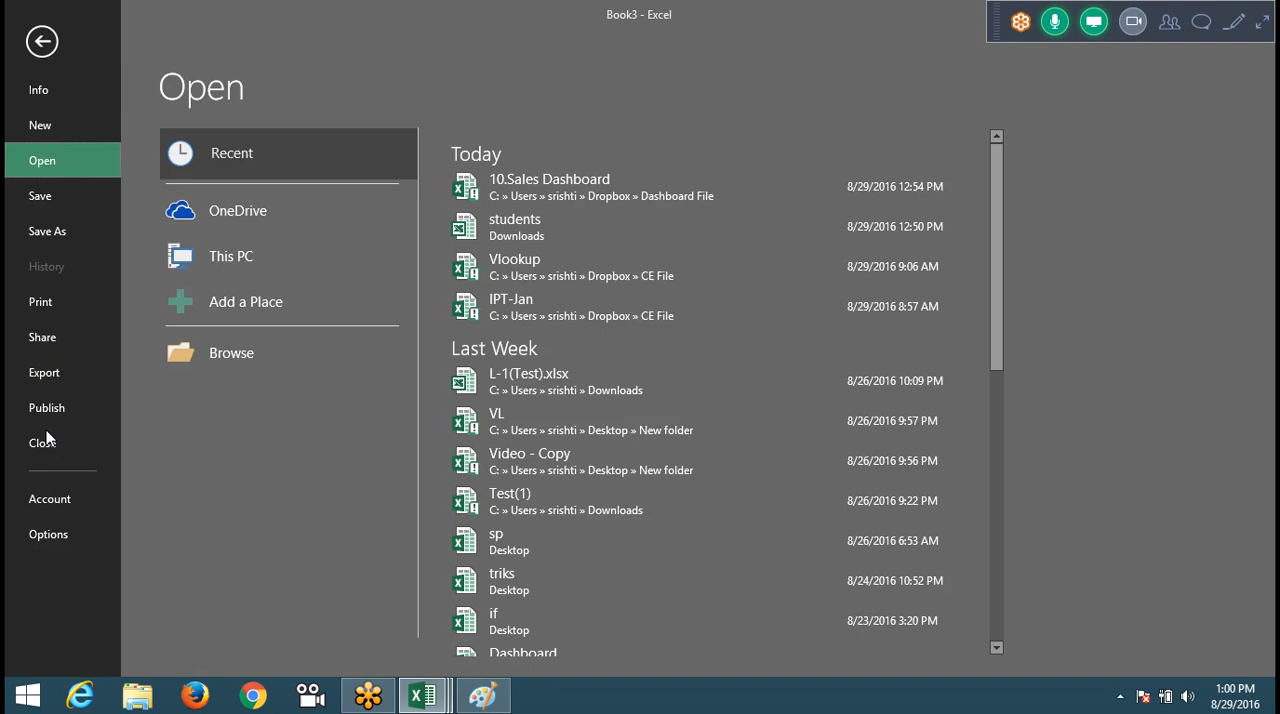 Book3 - Excel
Info
New
Open
Save
Save As
History
Print
Share
Export
Publish
Close
Account
Options
Open
Recent
OneDrive
This PC
Add a Place
Browse
Today
10.Sales Dashboard 8/29/2016 12:54 PM
C: » Users » srishti » Dropbox » Dashboard File
students 8/29/2016 12:50 PM
Downloads
Vlookup 8/29/2016 9:06 AM
C: » Users » srishti » Dropbox » CE File
IPT-Jan 8/29/2016 8:57 AM
C: » Users » srishti » Dropbox » CE File
Last Week
L-1(Test).xlsx 8/26/2016 10:09 PM
C: » Users » srishti » Downloads
VL 8/26/2016 9:57 PM
C: » Users » srishti » Desktop » New folder
Video - Copy 8/26/2016 9:56 PM
C: » Users » srishti » Desktop » New folder
Test(1) 8/26/2016 9:22 PM
C: » Users » srishti » Downloads
sp 8/26/2016 6:53 AM
Desktop
triks 8/24/2016 10:52 PM
Desktop
if 8/23/2016 3:20 PM
Desktop
Dashboard
1:00 PM
8/29/2016